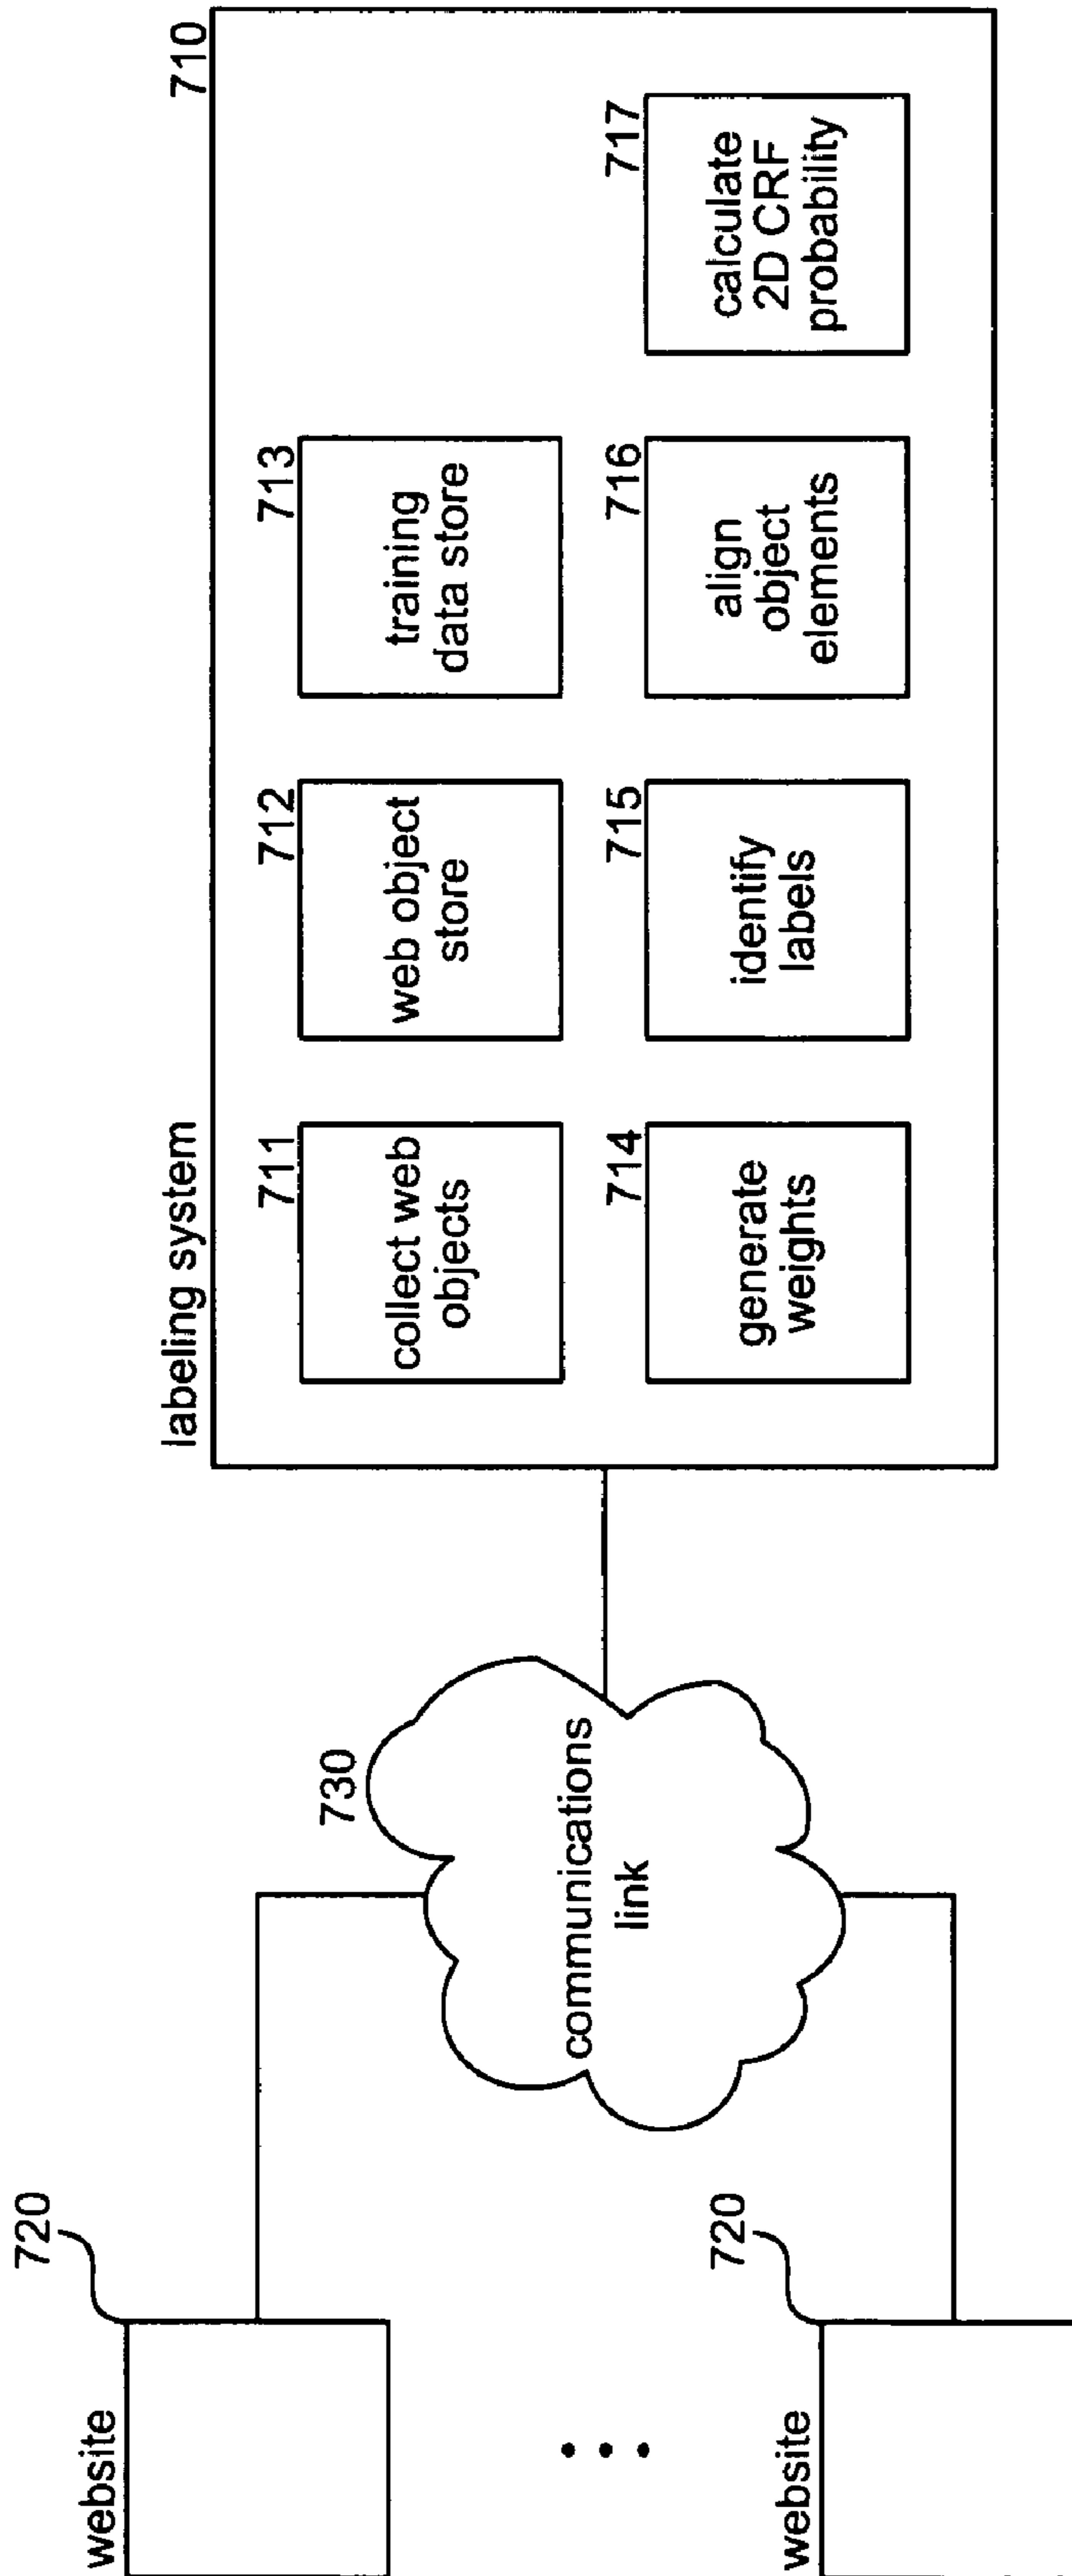 labeling system
710
711
collect web
objects
712
web object
store
713
training
data store
714
generate
weights
715
identify
labels
716
align
object
elements
717
calculate
2D CRF
probability
730
communications
link
website
720
website
720